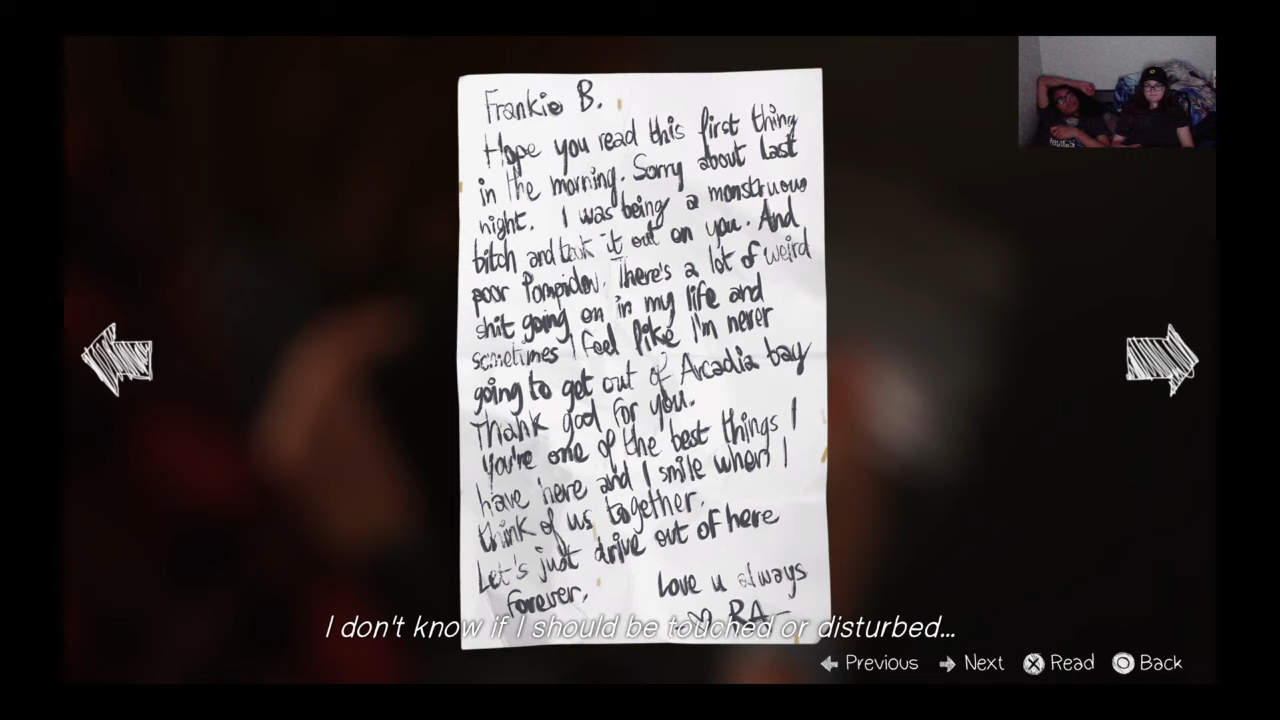 Frankie B.
Hope you read this first thing
in the morning. Sorry about last
night. I was being a monstruous
bitch and took it out on you. And
poor Pompidou. There's a lot of weird
shit going on in my life and
sometimes I feel like I'm never
going to get out of Arcadia bay
Thank god for you.
You're one of the best things I
have here and I smile when I
think of us together.
Let's just drive out of here
forever.
Love u always
♡ RA
I don't know if I should be touched or disturbed...
Previous Next Read Back